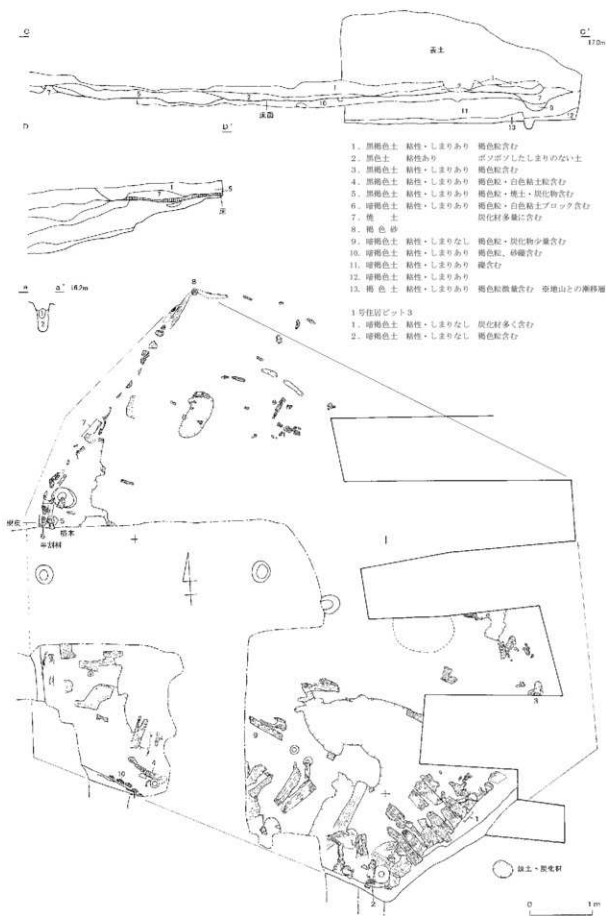 C
C'
17.0m
表土
床面
D
D'
床
1. 黒褐色土 粘性・しまりあり 褐色粒含む
2. 黒色土 粘性あり ボソボソしたしまりのない土
3. 黒褐色土 粘性・しまりあり 褐色粒含む
4. 黒褐色土 粘性・しまりあり 褐色粒・白色粘土粒含む
5. 黒褐色土 粘性・しまりあり 褐色粒・焼土・炭化物含む
6. 暗褐色土 粘性・しまりあり 褐色粒・白色粘土ブロック含む
7. 焼土 炭化材多量に含む
8. 褐色砂
9. 暗褐色土 粘性・しまりなし 褐色粒・炭化物少量含む
10. 暗褐色土 粘性・しまりあり 褐色粒、砂礫含む
11. 暗褐色土 粘性・しまりあり 礫含む
12. 暗褐色土 粘性・しまりあり
13. 褐色土 粘性・しまりあり 褐色粒微量含む 基地山との漸移層
1号住居ピット3
1. 暗褐色土 粘性・しまりなし 炭化材多く含む
2. 暗褐色土 粘性・しまりなし 褐色粒含む
a
a'
16.2m
8
7
5
半割材
3
9
4
10
1
2
焼土・炭化材
0
1m